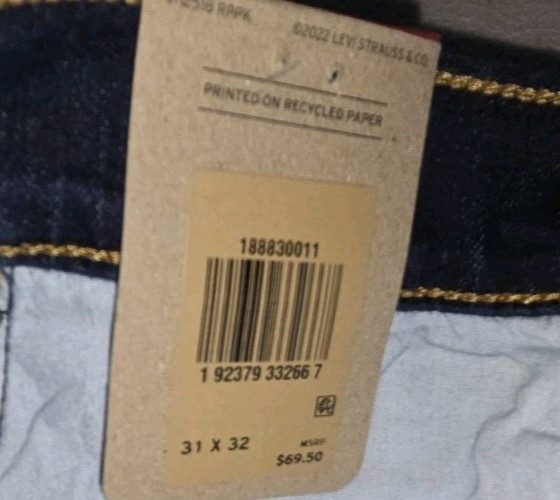 ©2022 LEVI STRAUSS & CO.
PRINTED ON RECYCLED PAPER
188830011
1 92379 33266 7
31 X 32
MSRP
$69.50